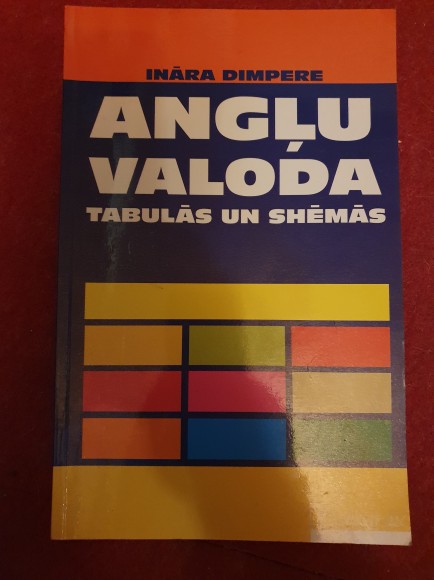 INĀRA DIMPERE
ANGĻU
VALODA
TABULĀS UN SHĒMĀS